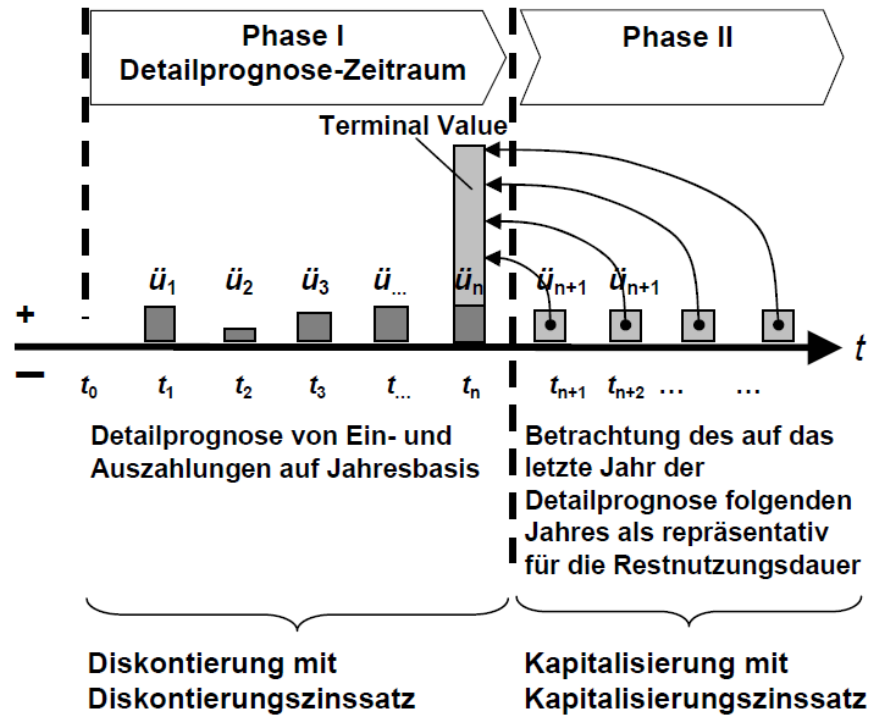 Phase I
Detailprognose-Zeitraum
Phase II
Terminal Value
ü₁ ü₂ ü₃ ü... üₙ üₙ₊₁ üₙ₊₁
+
t
−
t₀ t₁ t₂ t₃ t... tₙ tₙ₊₁ tₙ₊₂ ... ...
Detailprognose von Ein- und
Auszahlungen auf Jahresbasis
Betrachtung des auf das
letzte Jahr der
Detailprognose folgenden
Jahres als repräsentativ
für die Restnutzungsdauer
Diskontierung mit
Diskontierungszinssatz
Kapitalisierung mit
Kapitalisierungszinssatz